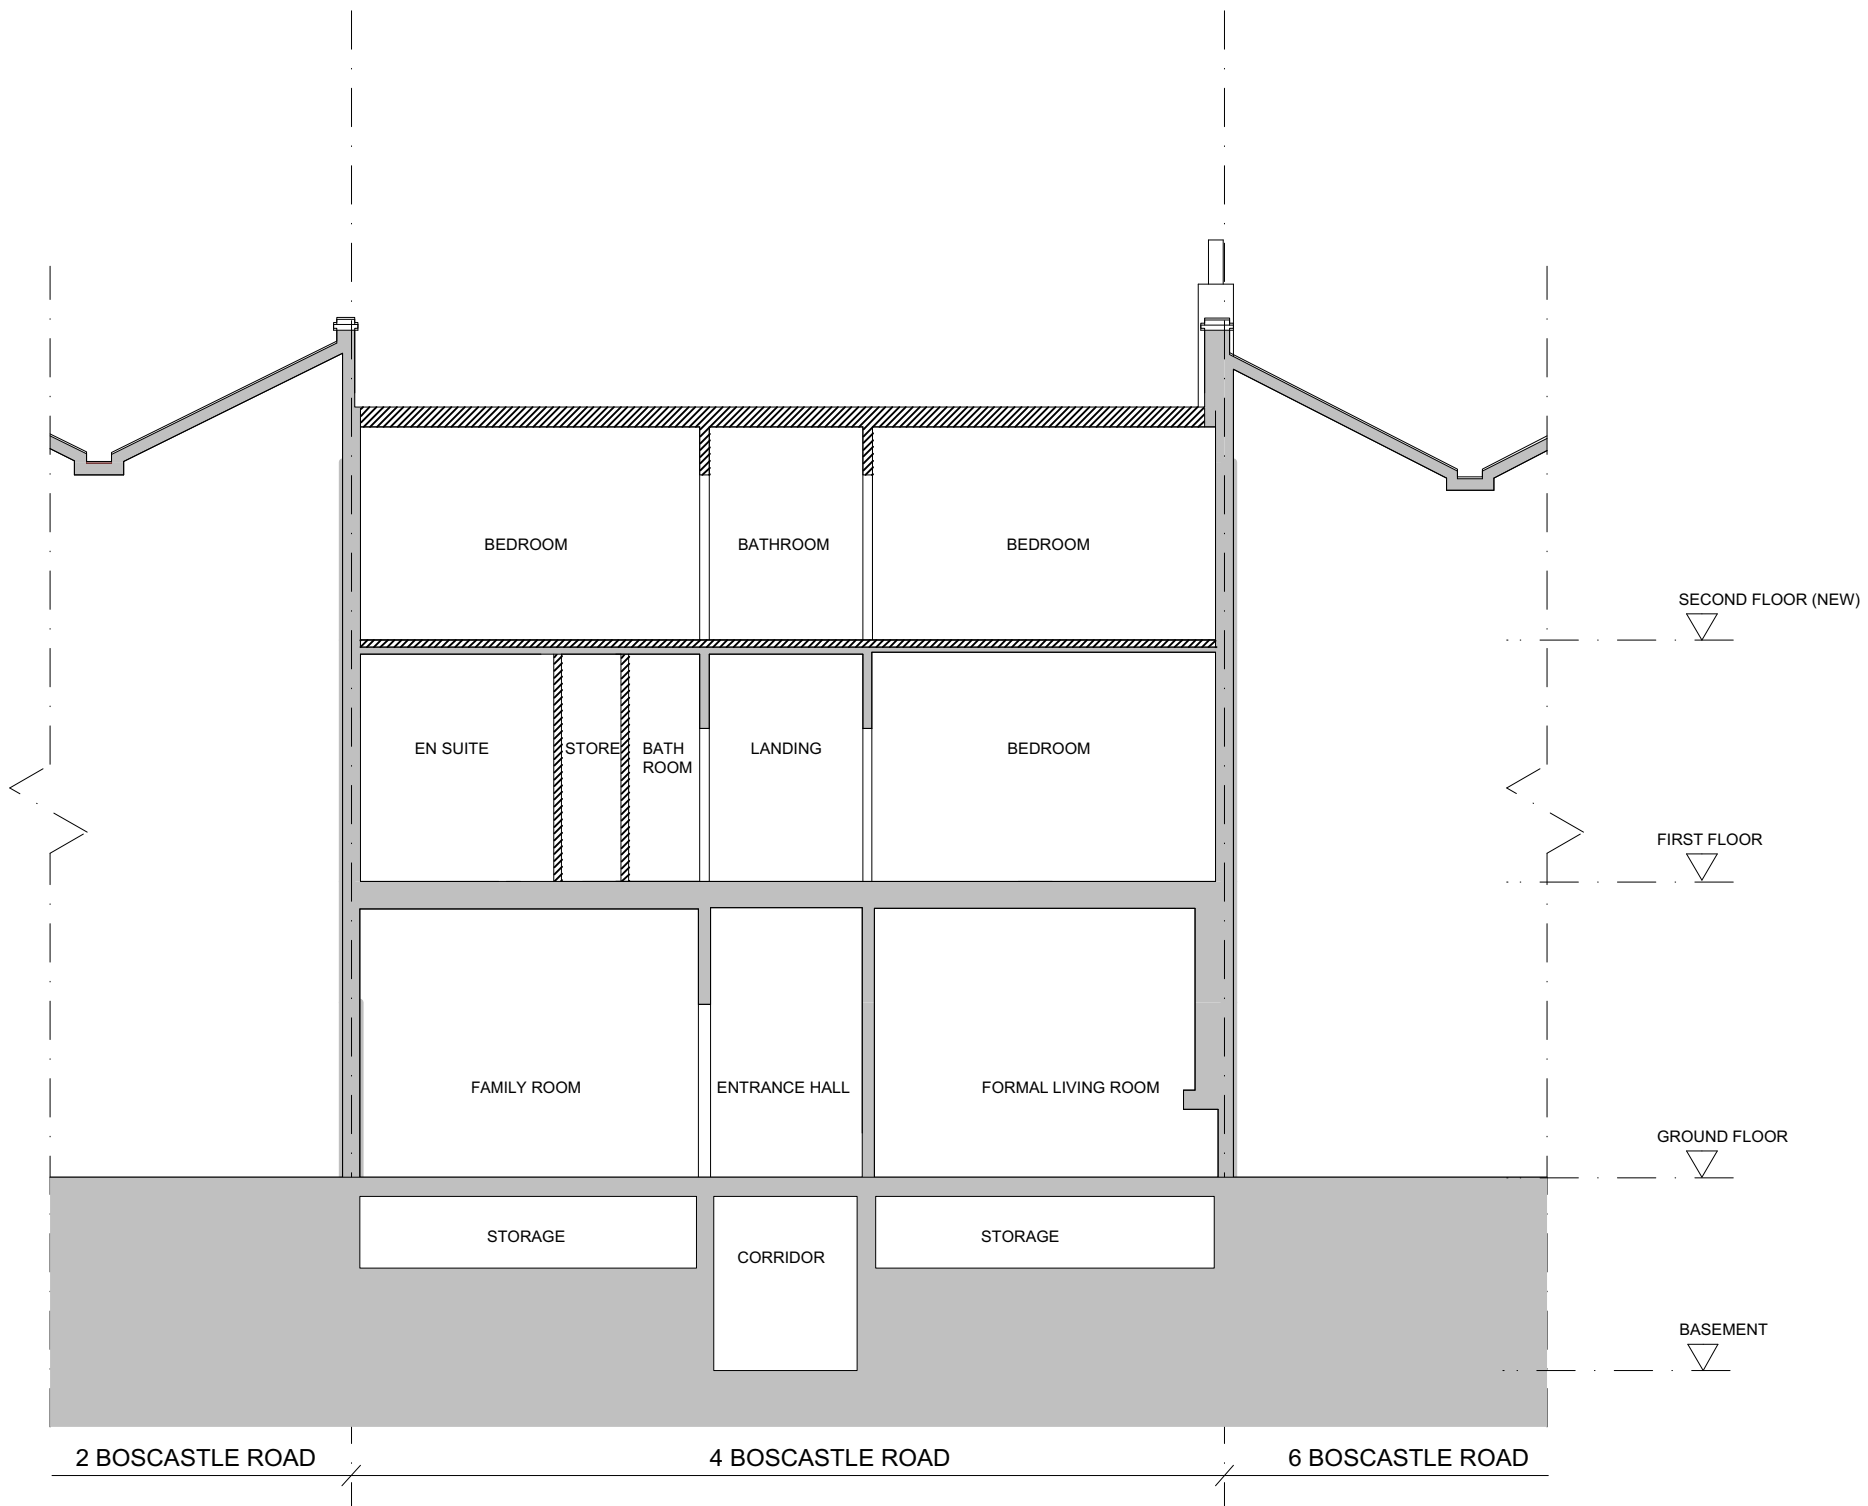 BEDROOM
BATHROOM
BEDROOM
SECOND FLOOR (NEW)
EN SUITE
STORE
BATH
ROOM
LANDING
BEDROOM
FIRST FLOOR
FAMILY ROOM
ENTRANCE HALL
FORMAL LIVING ROOM
GROUND FLOOR
STORAGE
CORRIDOR
STORAGE
BASEMENT
2 BOSCASTLE ROAD
4 BOSCASTLE ROAD
6 BOSCASTLE ROAD